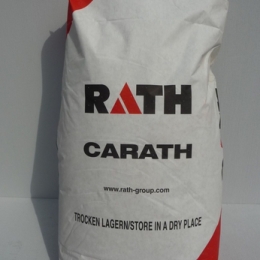 RATH
CARATH
www.rath-group.com
TROCKEN LAGERN/STORE IN A DRY PLACE